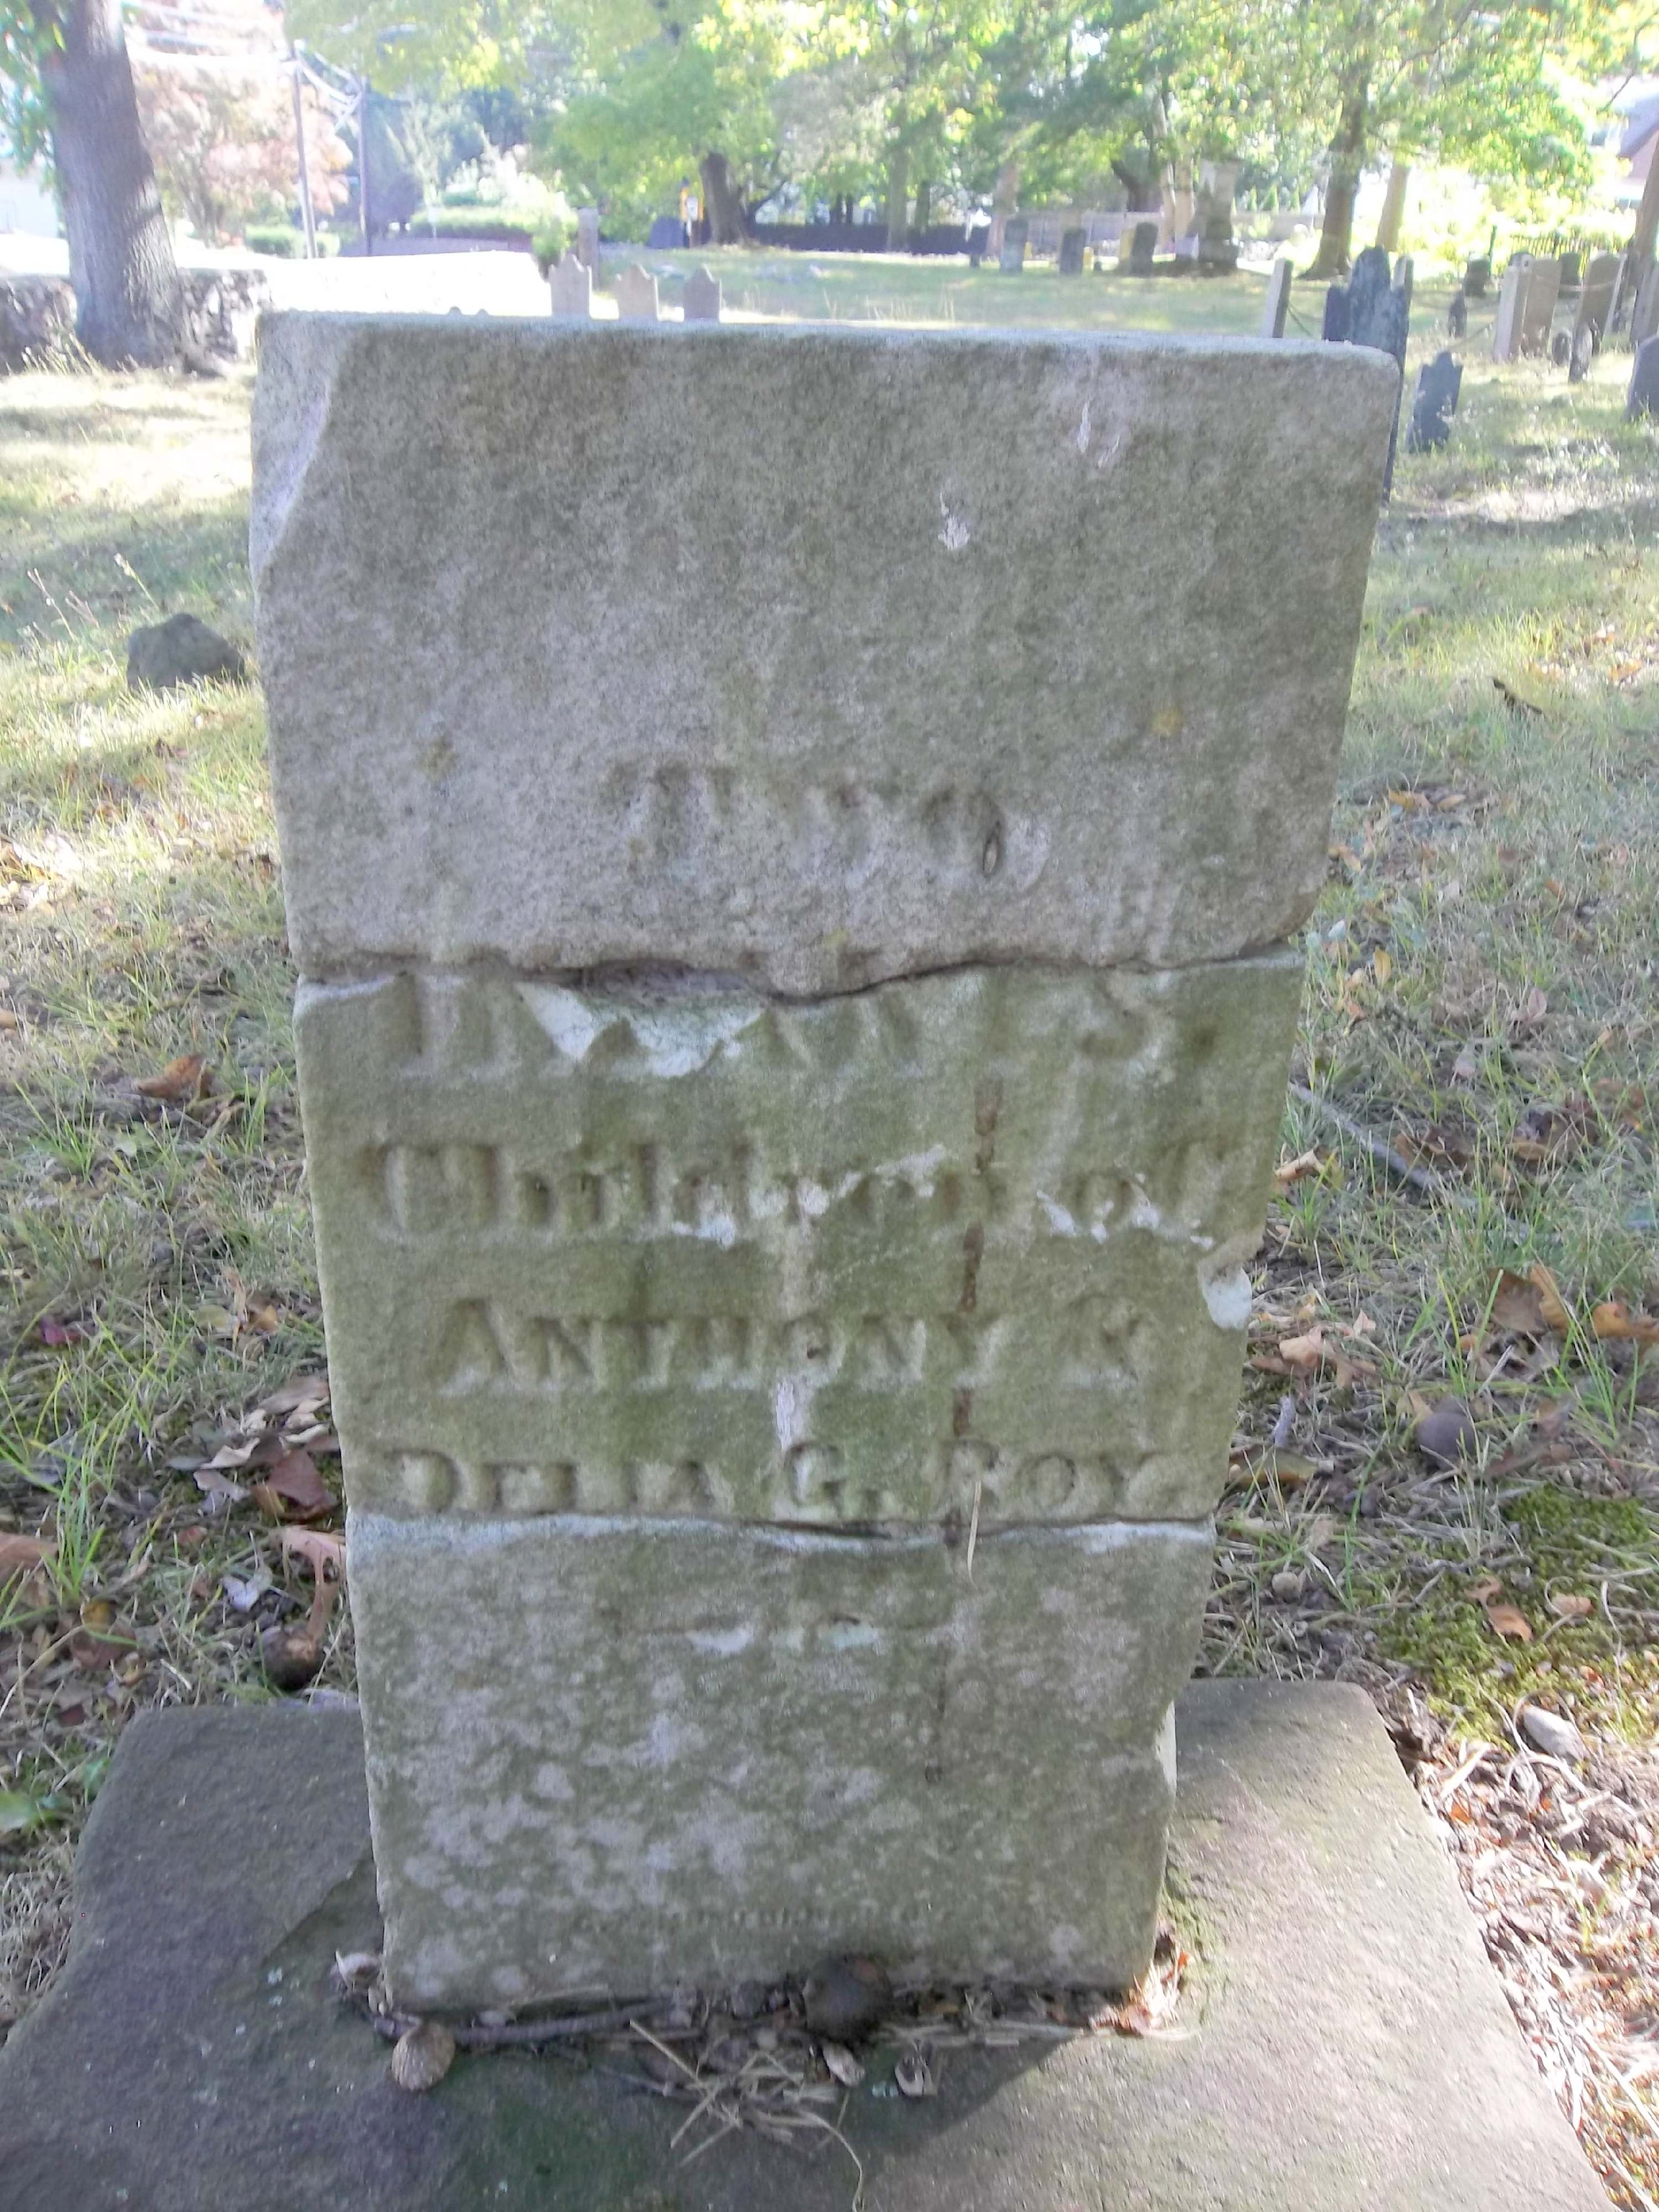 Two
INFANTS,
Children of
ANTHONY &
DELIA G. ROY.